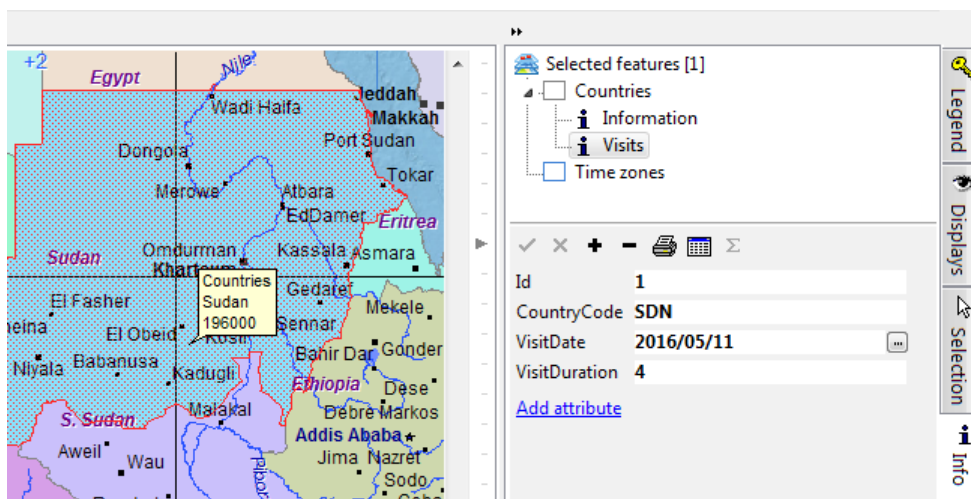 +2
Egypt
Nile
Jeddah
Wadi Halfa
Makkah
Port Sudan
Dongola
Tokar
Merowe
Atbara
EdDamer
Eritrea
Omdurman
Kassala
Asmara
Sudan
Khartoum
Countries
Sudan
196000
Gedaref
El Fasher
Mekele
eina
El Obeid
Sennar
Kosti
Bahir Dar
Gonder
Niyala
Babanusa
Kadugli
Ethiopia
Dese
Malakal
Debre Markos
S. Sudan
Addis Ababa
Aweil
Wau
Jima
Nazret
Sodo
Selected features [1]
Countries
Information
Visits
Time zones
Id 1
CountryCode SDN
VisitDate 2016/05/11 ...
VisitDuration 4
Add attribute
Legend
Displays
Selection
Info